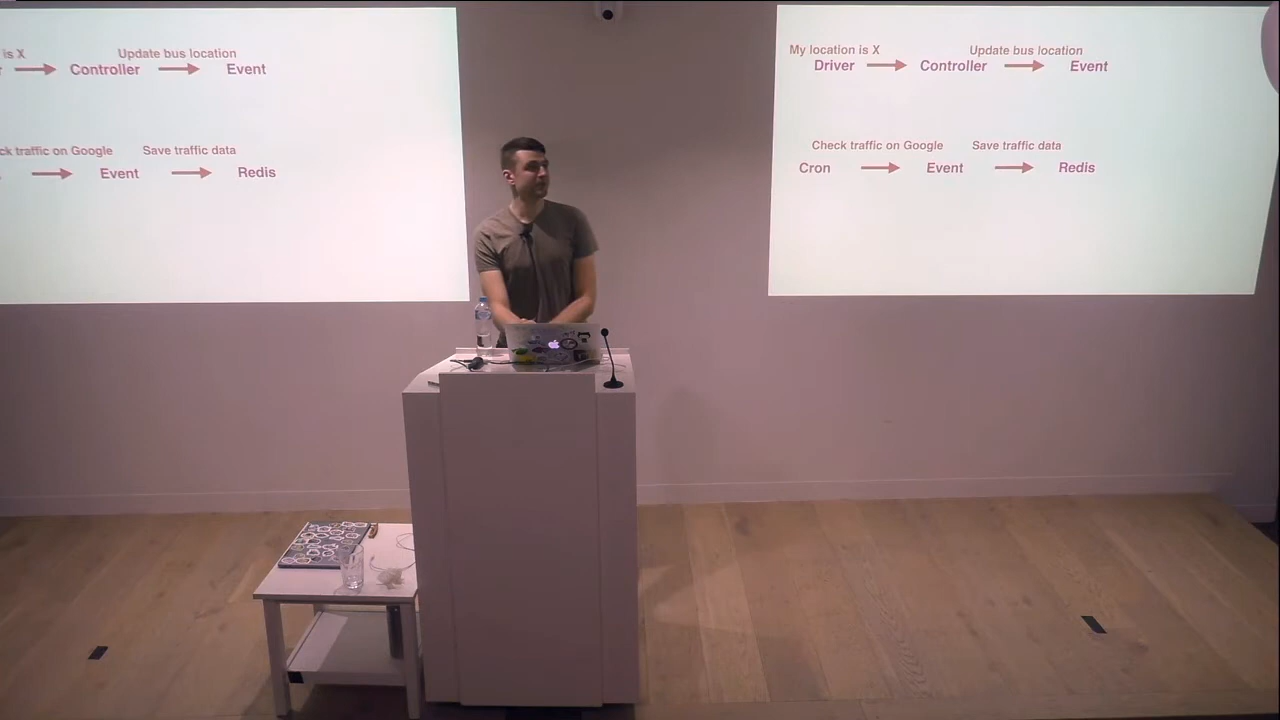 is X
Update bus location
Controller
Event
ck traffic on Google
Save traffic data
Event
Redis
My location is X
Update bus location
Driver
Controller
Event
Check traffic on Google
Save traffic data
Cron
Event
Redis